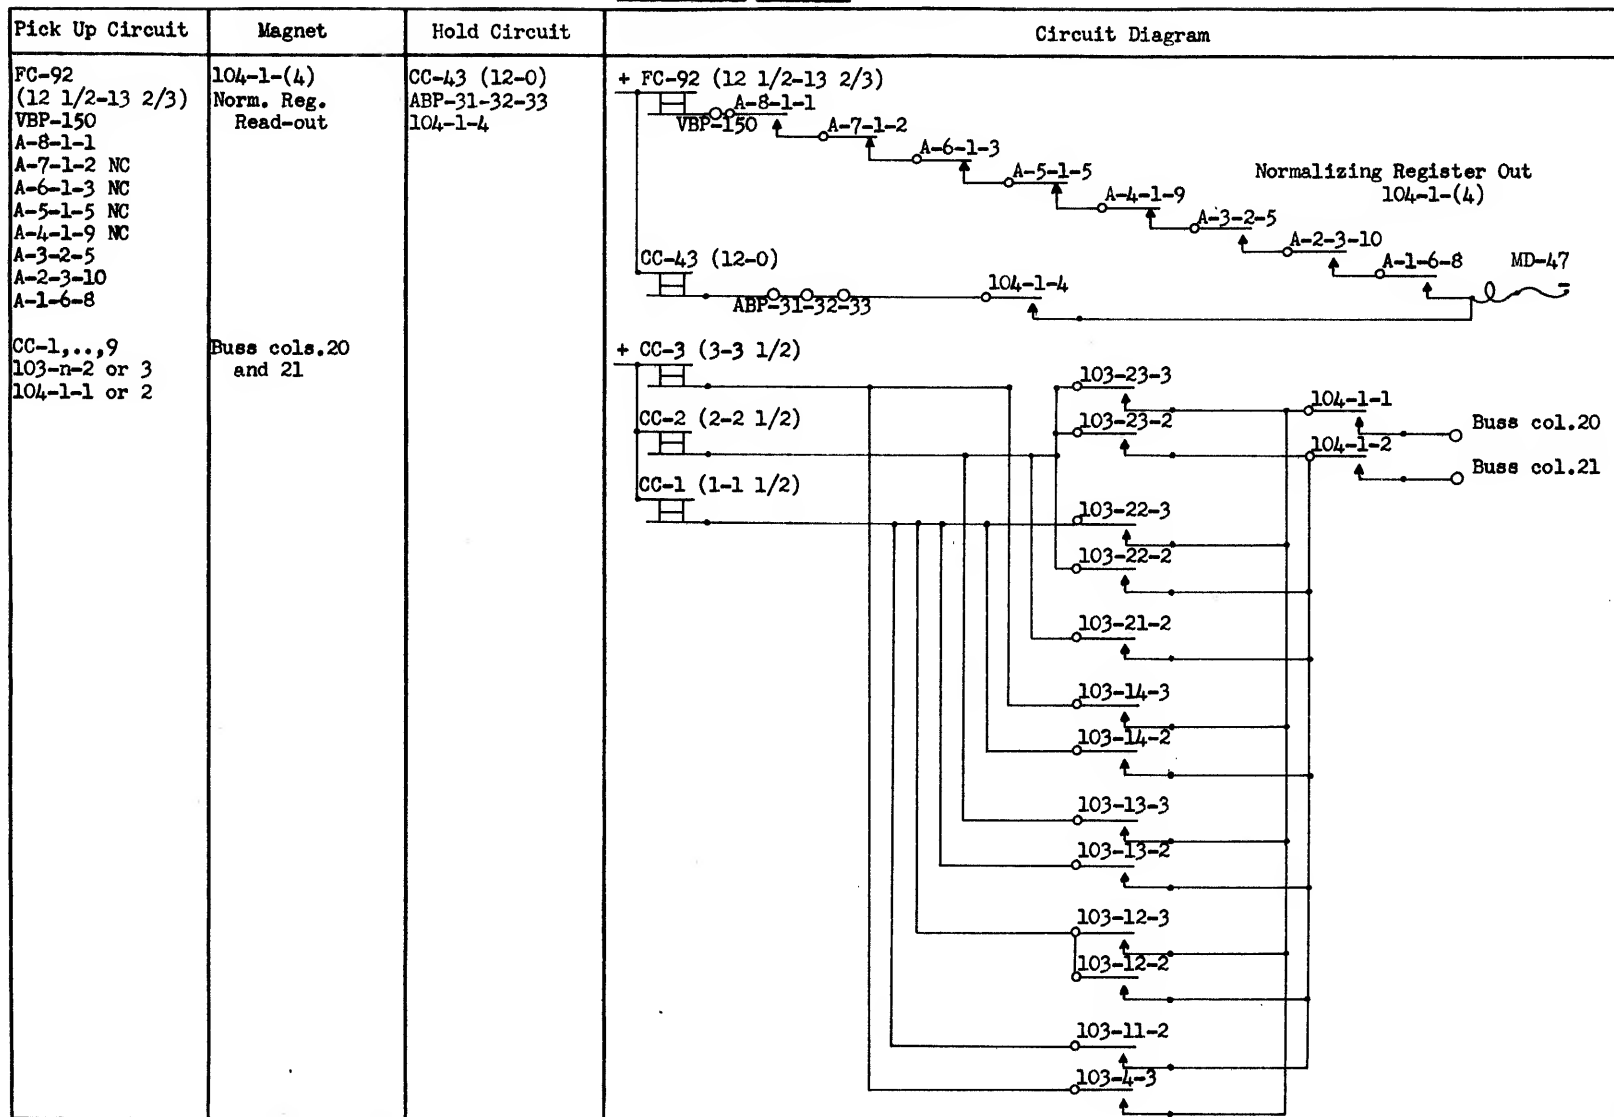 Pick Up Circuit
Magnet
Hold Circuit
Circuit Diagram
FC-92
(12 1/2-13 2/3)
VBP-150
A-8-1-1
A-7-1-2 NC
A-6-1-3 NC
A-5-1-5 NC
A-4-1-9 NC
A-3-2-5
A-2-3-10
A-1-6-8
104-1-(4)
Norm. Reg.
Read-out
CC-43 (12-0)
ABP-31-32-33
104-1-4
+ FC-92 (12 1/2-13 2/3)
A-8-1-1
VBP-150
A-7-1-2
A-6-1-3
A-5-1-5
A-4-1-9
A-3-2-5
A-2-3-10
A-1-6-8
Normalizing Register Out
104-1-(4)
MD-47
CC-43 (12-0)
ABP-31-32-33
104-1-4
CC-1,..,9
103-n-2 or 3
104-1-1 or 2
Buss cols.20
and 21
+ CC-3 (3-3 1/2)
CC-2 (2-2 1/2)
CC-1 (1-1 1/2)
103-23-3
103-23-2
104-1-1
Buss col.20
104-1-2
Buss col.21
103-22-3
103-22-2
103-21-2
103-14-3
103-14-2
103-13-3
103-13-2
103-12-3
103-12-2
103-11-2
103-4-3